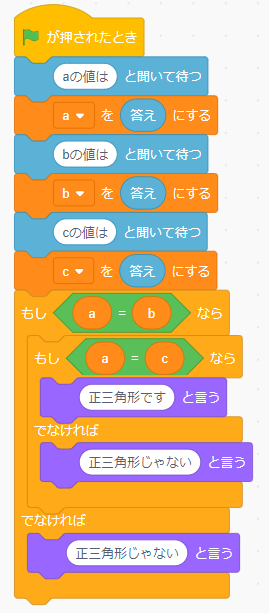 が押されたとき
aの値は と聞いて待つ
a を 答え にする
bの値は と聞いて待つ
b を 答え にする
cの値は と聞いて待つ
c を 答え にする
もし a = b なら
もし a = c なら
正三角形です と言う
でなければ
正三角形じゃない と言う
でなければ
正三角形じゃない と言う